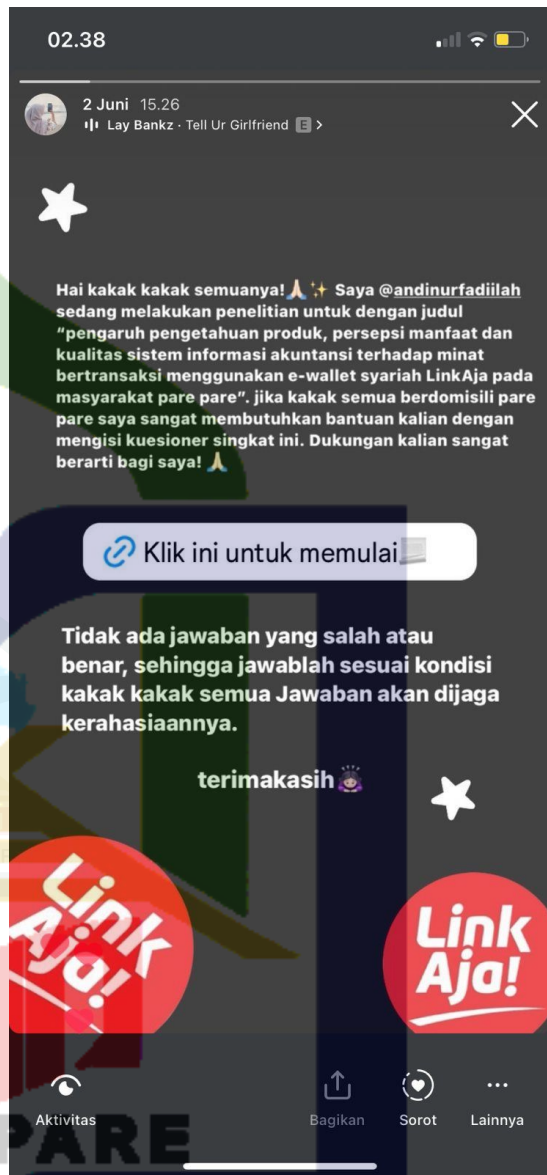 02.38
2 Juni 15.26
Lay Bankz · Tell Ur Girlfriend E >
Hai kakak kakak semuanya!🙏🏻✨ Saya @andinurfadiilah
sedang melakukan penelitian untuk dengan judul
“pengaruh pengetahuan produk, persepsi manfaat dan
kualitas sistem informasi akuntansi terhadap minat
bertransaksi menggunakan e-wallet syariah LinkAja pada
masyarakat pare pare”. jika kakak semua berdomisili pare
pare saya sangat membutuhkan bantuan kalian dengan
mengisi kuesioner singkat ini. Dukungan kalian sangat
berarti bagi saya! 🙏🏻
Klik ini untuk memulai
Tidak ada jawaban yang salah atau
benar, sehingga jawablah sesuai kondisi
kakak kakak semua Jawaban akan dijaga
kerahasiaannya.
terimakasih🙇🏻‍♀️
Link
Aja!
Link
Aja!
Aktivitas
Bagikan
Sorot
Lainnya
PARE